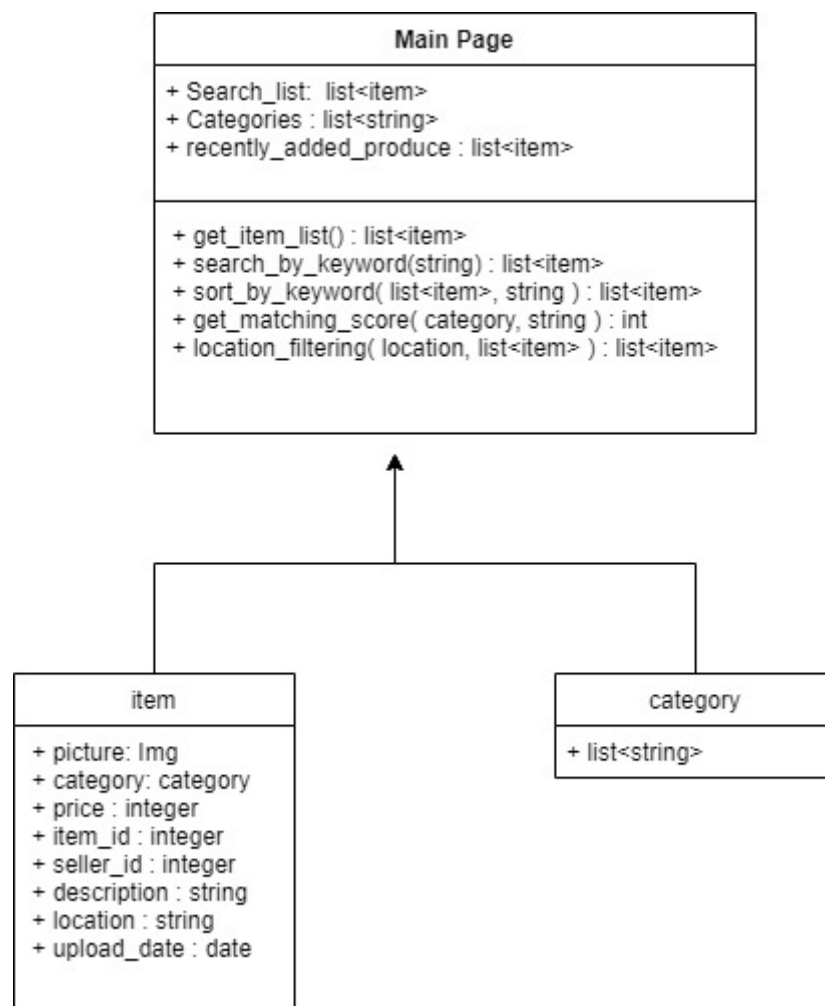 Main Page
+ Search_list:  list<item>
+ Categories : list<string>
+ recently_added_produce : list<item>
+ get_item_list() : list<item>
+ search_by_keyword(string) : list<item>
+ sort_by_keyword( list<item>, string ) : list<item>
+ get_matching_score( category, string ) : int
+ location_filtering( location, list<item> ) : list<item>
item
+ picture: Img
+ category: category
+ price : integer
+ item_id : integer
+ seller_id : integer
+ description : string
+ location : string
+ upload_date : date
category
+ list<string>